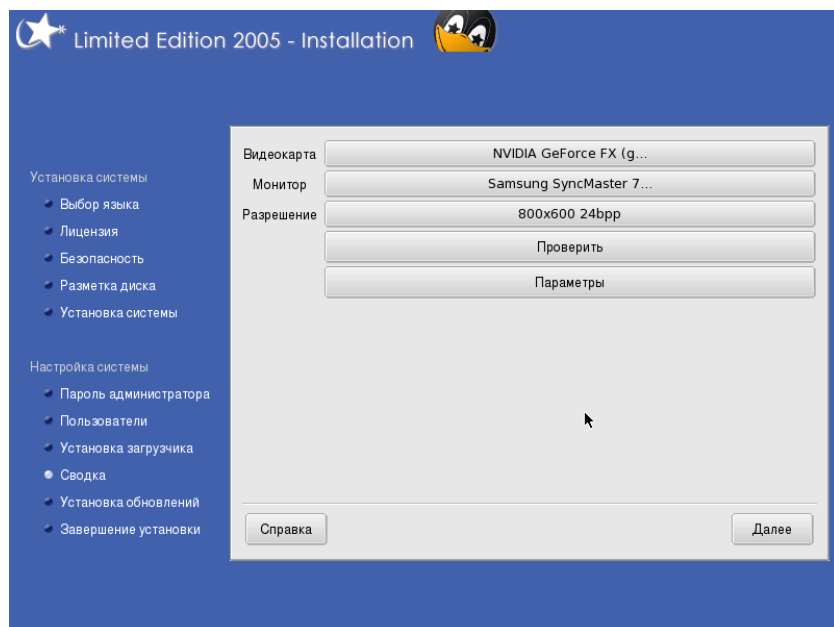 Limited Edition 2005 - Installation
Установка системы
Выбор языка
Лицензия
Безопасность
Разметка диска
Установка системы
Настройка системы
Пароль администратора
Пользователи
Установка загрузчика
Сводка
Установка обновлений
Завершение установки
Видеокарта NVIDIA GeForce FX (g...
Монитор Samsung SyncMaster 7...
Разрешение 800x600 24bpp
Проверить
Параметры
Справка Далее